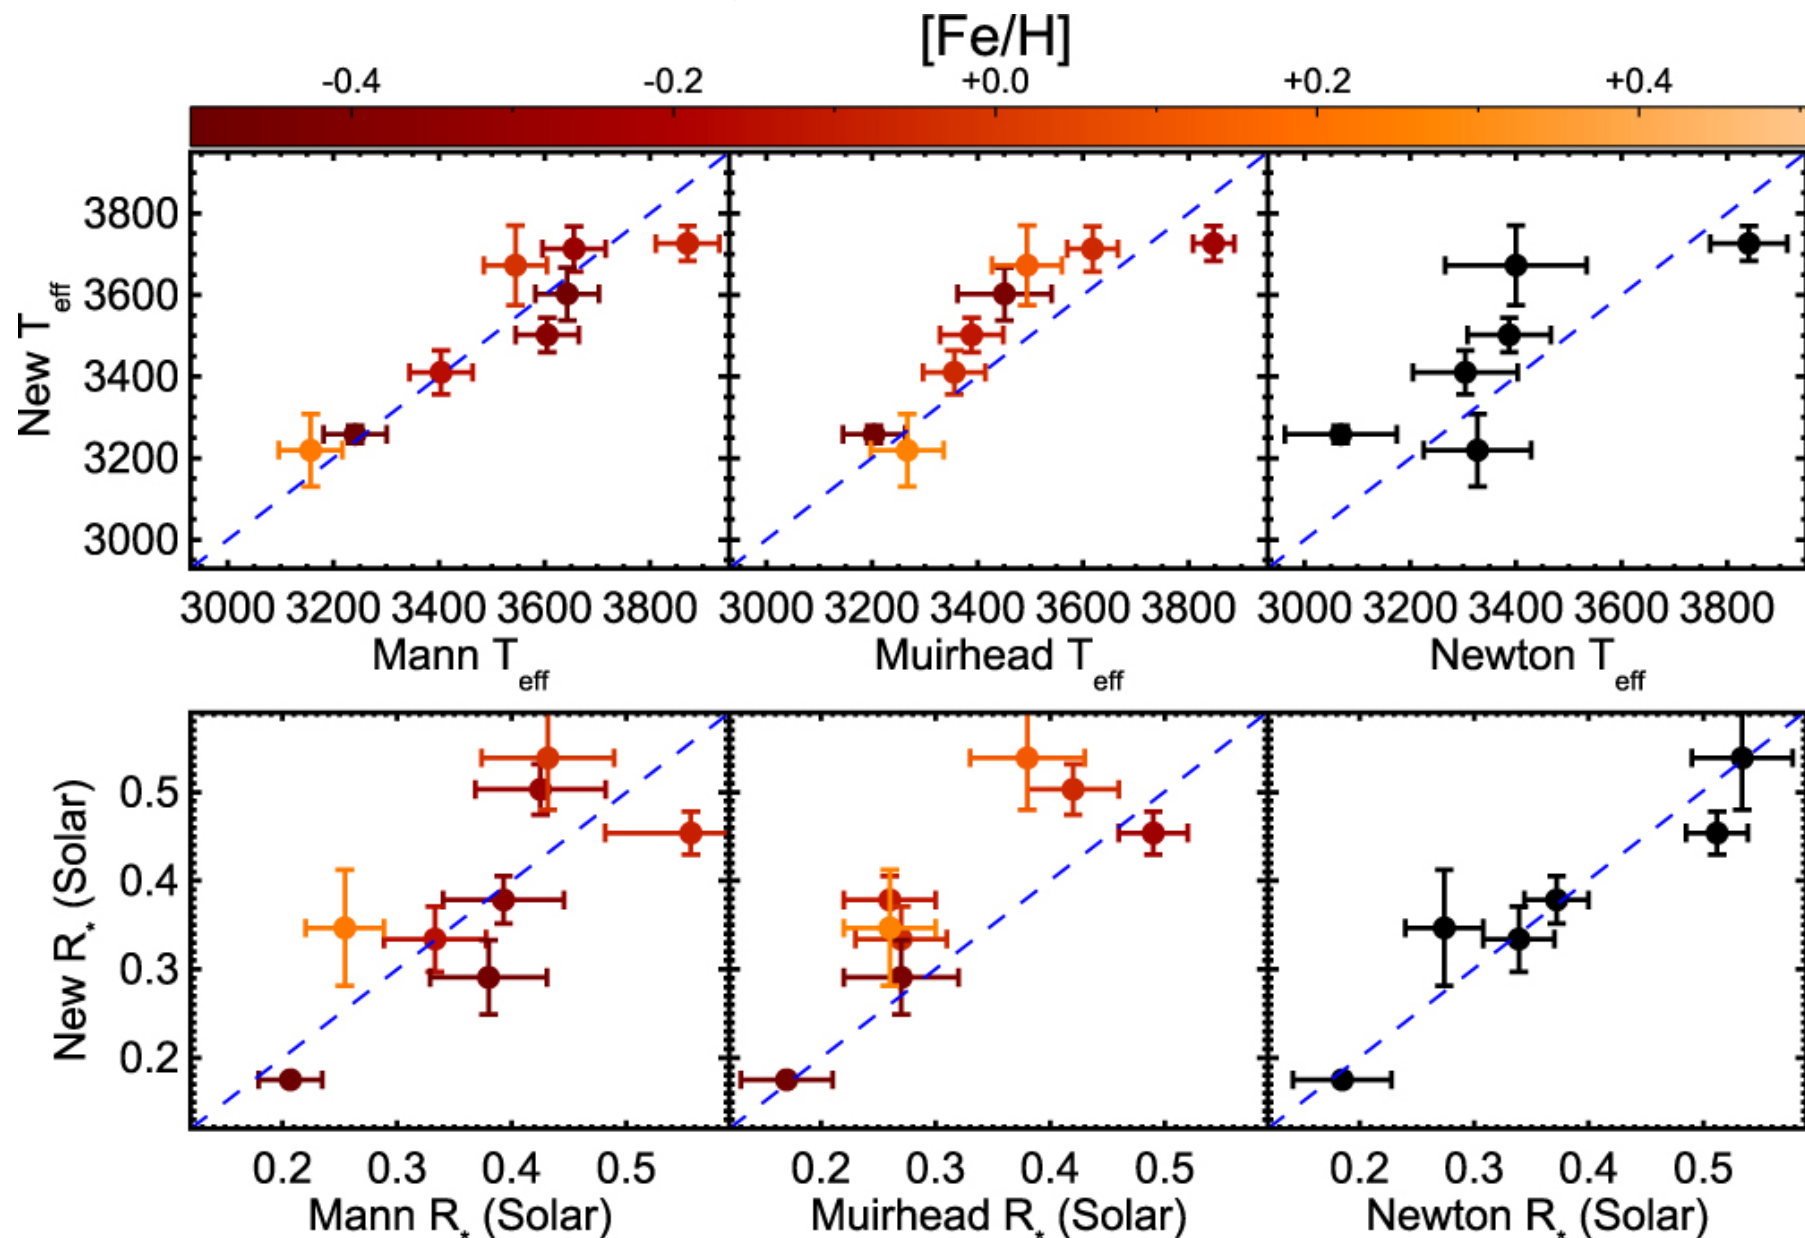 [Fe/H]
-0.4 -0.2 +0.0 +0.2 +0.4
New T_eff
3800
3600
3400
3200
3000
3000 3200 3400 3600 3800 3000 3200 3400 3600 3800 3000 3200 3400 3600 3800
Mann T_eff Muirhead T_eff Newton T_eff
New R_* (Solar)
0.5
0.4
0.3
0.2
0.2 0.3 0.4 0.5 0.2 0.3 0.4 0.5 0.2 0.3 0.4 0.5
Mann R_* (Solar) Muirhead R_* (Solar) Newton R_* (Solar)